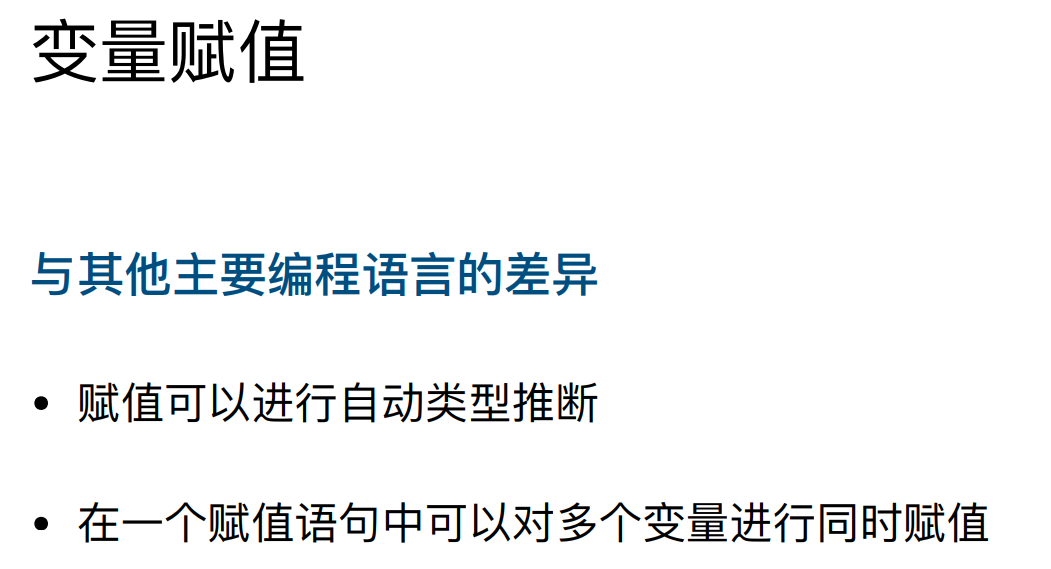 变量赋值
与其他主要编程语言的差异
• 赋值可以进行自动类型推断
• 在一个赋值语句中可以对多个变量进行同时赋值